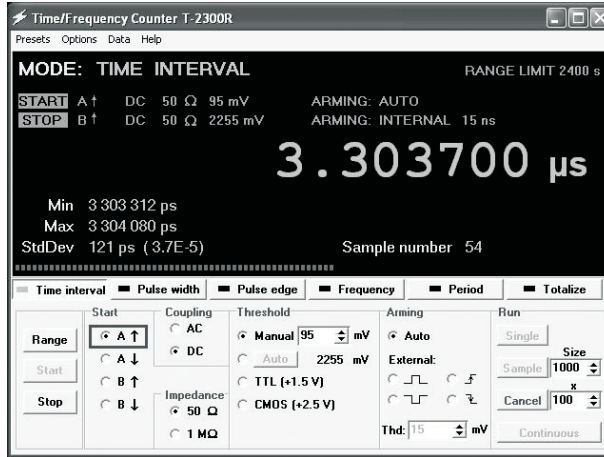 Time/Frequency Counter T-2300R
Presets Options Data Help
MODE: TIME INTERVAL RANGE LIMIT 2400 s
START A↑ DC 50 Ω 95 mV ARMING: AUTO
STOP B↑ DC 50 Ω 2255 mV ARMING: INTERNAL 15 ns
3.303700 µs
Min 3 303 312 ps
Max 3 304 080 ps
StdDev 121 ps (3.7E-5) Sample number 54
Time interval Pulse width Pulse edge Frequency Period Totalize
Start Coupling Threshold Arming Run
Range A ↑ AC Manual 95 mV Auto Single
Start A ↓ DC Auto 2255 mV External: Sample Size 1000
B ↑ TTL (+1.5 V) x
Stop B ↓ Impedance CMOS (+2.5 V) Cancel 100
50 Ω
1 MΩ Thd: 15 mV Continuous